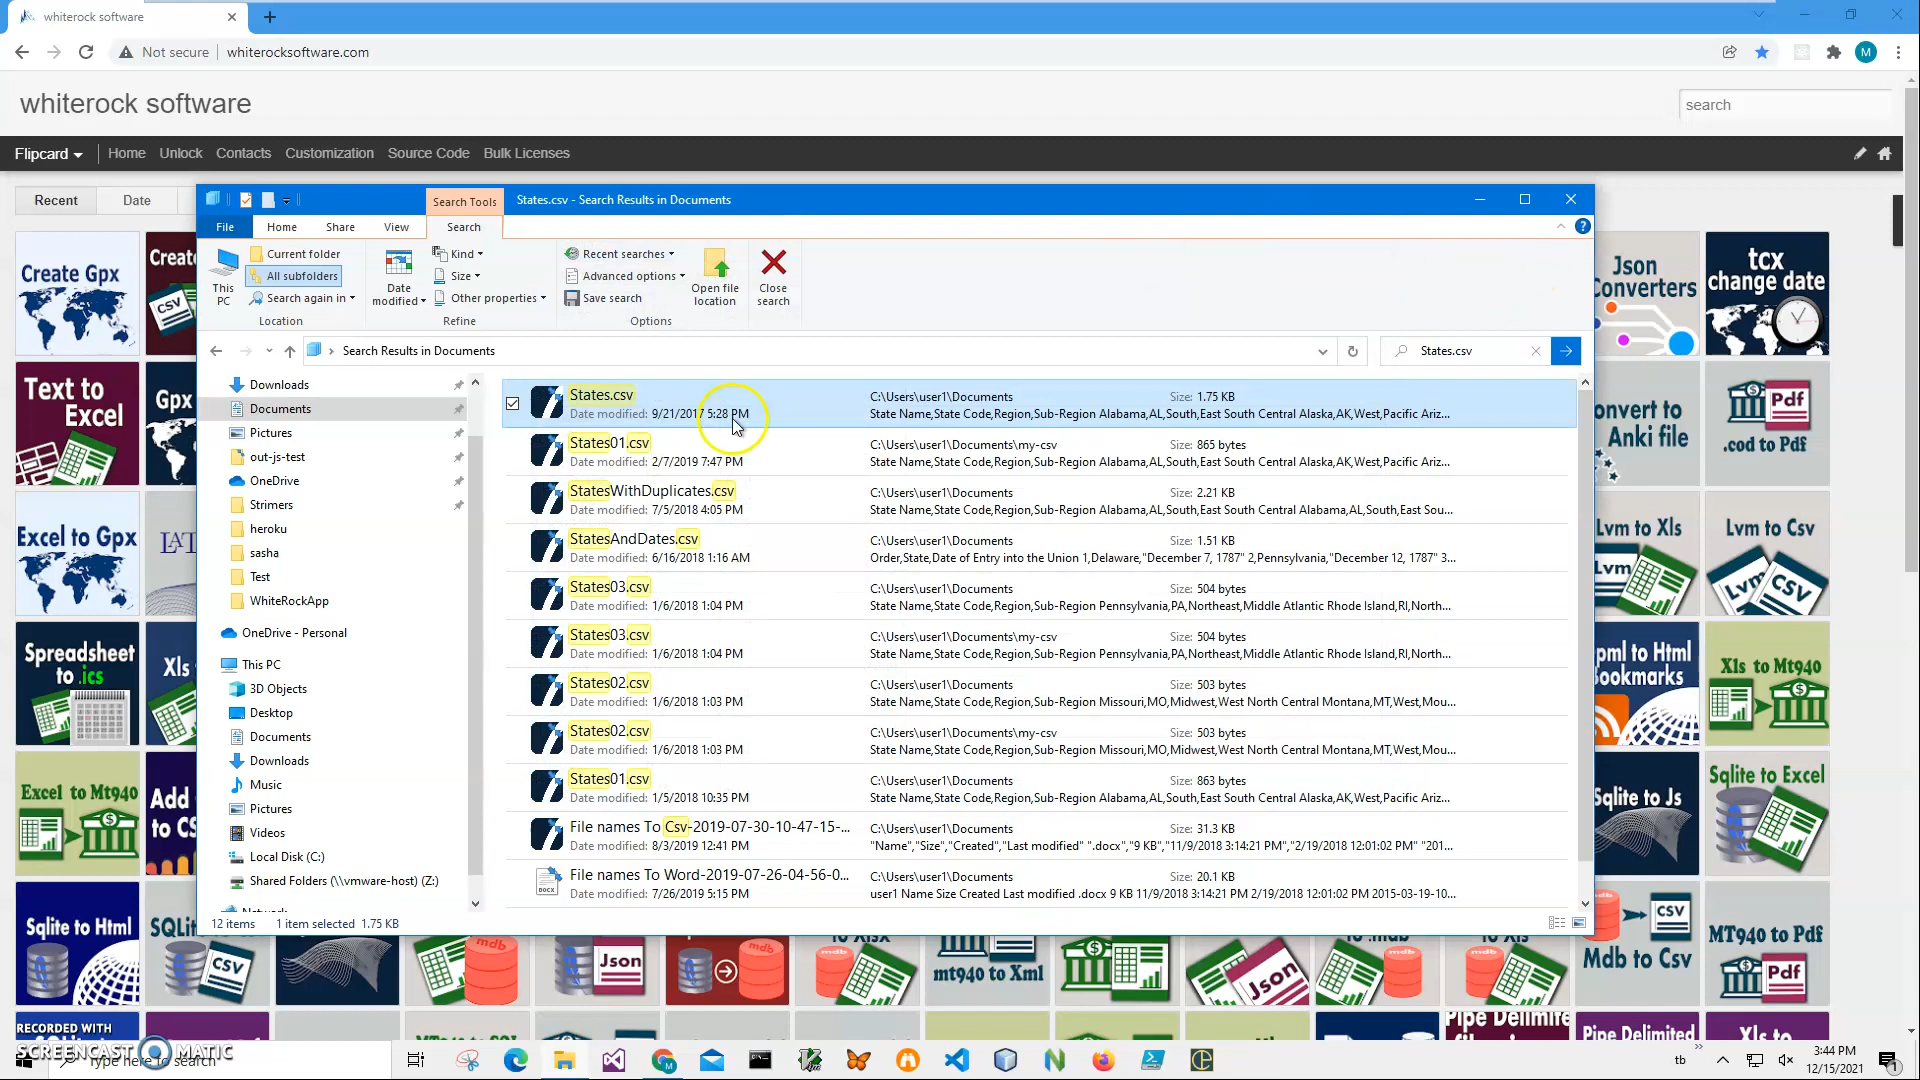 whiterock software
Not secure
whiterocksoftware.com
M
whiterock software
search
Flipcard
Home
Unlock
Contacts
Customization
Source Code
Bulk Licenses
Recent
Date
Search Tools
States.csv - Search Results in Documents
File
Home
Share
View
Search
This PC
Current folder
All subfolders
Search again in
Location
Date modified
Kind
Size
Other properties
Refine
Recent searches
Advanced options
Save search
Options
Open file location
Close search
Search Results in Documents
States.csv
Downloads
Documents
Pictures
out-js-test
OneDrive
Strimers
heroku
sasha
Test
WhiteRockApp
OneDrive - Personal
This PC
3D Objects
Desktop
Documents
Downloads
Music
Pictures
Videos
Local Disk (C:)
Shared Folders (\\vmware-host) (Z:)
States.csv
C:\Users\user1\Documents
Size: 1.75 KB
Date modified: 9/21/2017 5:28 PM
State Name,State Code,Region,Sub-Region Alabama,AL,South,East South Central Alaska,AK,West,Pacific Ariz...
States01.csv
C:\Users\user1\Documents\my-csv
Size: 865 bytes
Date modified: 2/7/2019 7:47 PM
State Name,State Code,Region,Sub-Region Alabama,AL,South,East South Central Alaska,AK,West,Pacific Ariz...
StatesWithDuplicates.csv
C:\Users\user1\Documents
Size: 2.21 KB
Date modified: 7/5/2018 4:05 PM
State Name,State Code,Region,Sub-Region Alabama,AL,South,East South Central Alabama,AL,South,East Sou...
StatesAndDates.csv
C:\Users\user1\Documents
Size: 1.51 KB
Date modified: 6/16/2018 1:16 AM
Order,State,Date of Entry into the Union 1,Delaware,"December 7, 1787" 2,Pennsylvania,"December 12, 1787" 3...
States03.csv
C:\Users\user1\Documents
Size: 504 bytes
Date modified: 1/6/2018 1:04 PM
State Name,State Code,Region,Sub-Region Pennsylvania,PA,Northeast,Middle Atlantic Rhode Island,RI,North...
States03.csv
C:\Users\user1\Documents\my-csv
Size: 504 bytes
Date modified: 1/6/2018 1:04 PM
State Name,State Code,Region,Sub-Region Pennsylvania,PA,Northeast,Middle Atlantic Rhode Island,RI,North...
States02.csv
C:\Users\user1\Documents
Size: 503 bytes
Date modified: 1/6/2018 1:03 PM
State Name,State Code,Region,Sub-Region Missouri,MO,Midwest,West North Central Montana,MT,West,Mou...
States02.csv
C:\Users\user1\Documents\my-csv
Size: 503 bytes
Date modified: 1/6/2018 1:03 PM
State Name,State Code,Region,Sub-Region Missouri,MO,Midwest,West North Central Montana,MT,West,Mou...
States01.csv
C:\Users\user1\Documents
Size: 863 bytes
Date modified: 1/5/2018 10:35 PM
State Name,State Code,Region,Sub-Region Alabama,AL,South,East South Central Alaska,AK,West,Pacific Ariz...
File names To Csv-2019-07-30-10-47-15-...
C:\Users\user1\Documents
Size: 31.3 KB
Date modified: 8/3/2019 12:41 PM
"Name","Size","Created","Last modified" ".docx","9 KB","11/9/2018 3:14:21 PM","2/19/2018 12:01:02 PM" "201...
DOCX
File names To Word-2019-07-26-04-56-0...
C:\Users\user1\Documents
Size: 20.1 KB
Date modified: 7/26/2019 5:15 PM
user1 Name Size Created Last modified .docx 9 KB 11/9/2018 3:14:21 PM 2/19/2018 12:01:02 PM 2015-03-19-10...
12 items
1 item selected 1.75 KB
Create Gpx
CSV
Json
Converters
tcx
change date
Text to
Excel
Gpx
Anki file
Pdf
.cod to Pdf
Excel to Gpx
Lvm to Xls
Lvm
Lvm to Csv
Lvm
CSV
Spreadsheet
to .ics
Xls
to Html
Bookmarks
Xls to Mt940
Excel to Mt940
Add
to
Sqlite to Js
Sqlite to Excel
Sqlite to Html
CSV
mdb
Json
to Xlsx
mdb
mt940 to Xml
Json
to .mdb
to Xls
mdb
CSV
Mdb to Csv
MT940 to Pdf
Pdf
Pipe Delimited
Pipe Delimited
Xls to
RECORDED WITH
SCREENCAST MATIC
Type here to search
tb
3:44 PM
12/15/2021
1